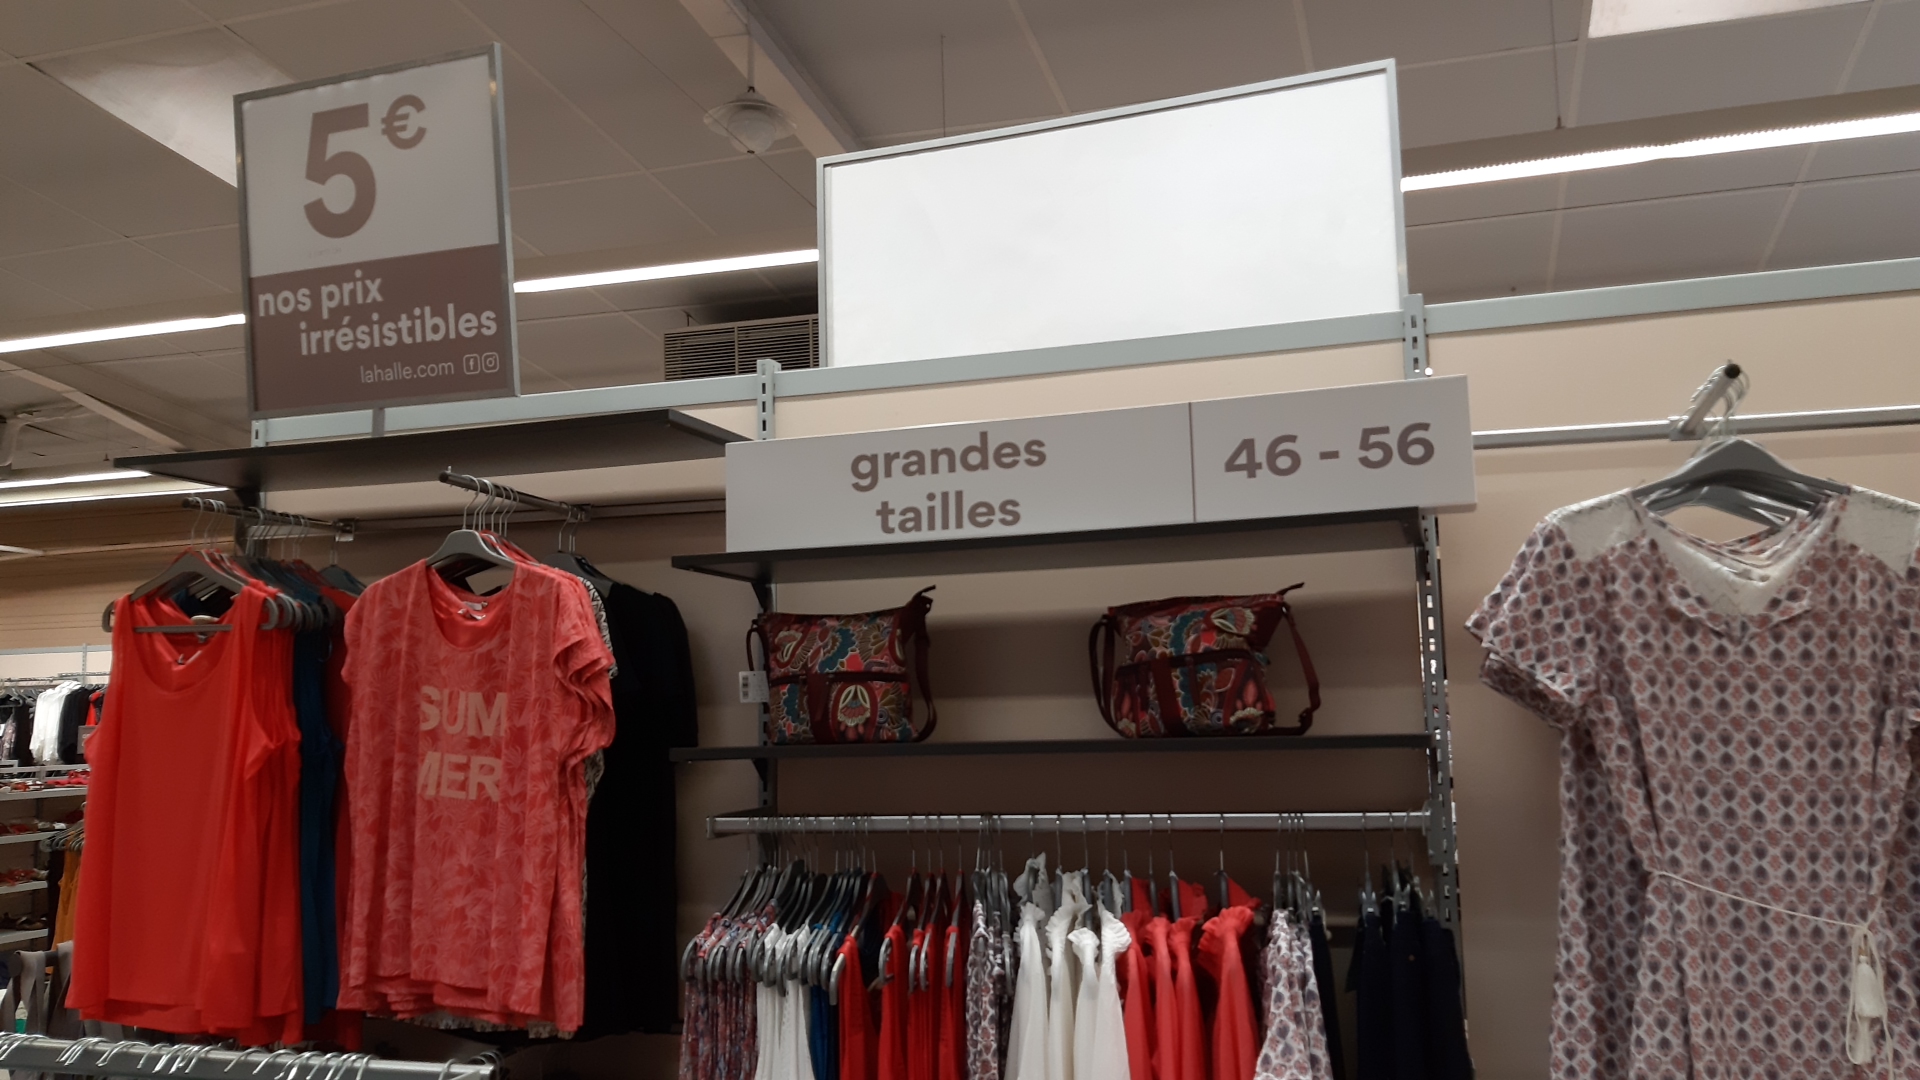 5€
nos prix
irrésistibles
lahalle.com
grandes
tailles
46 - 56
SUM
MER